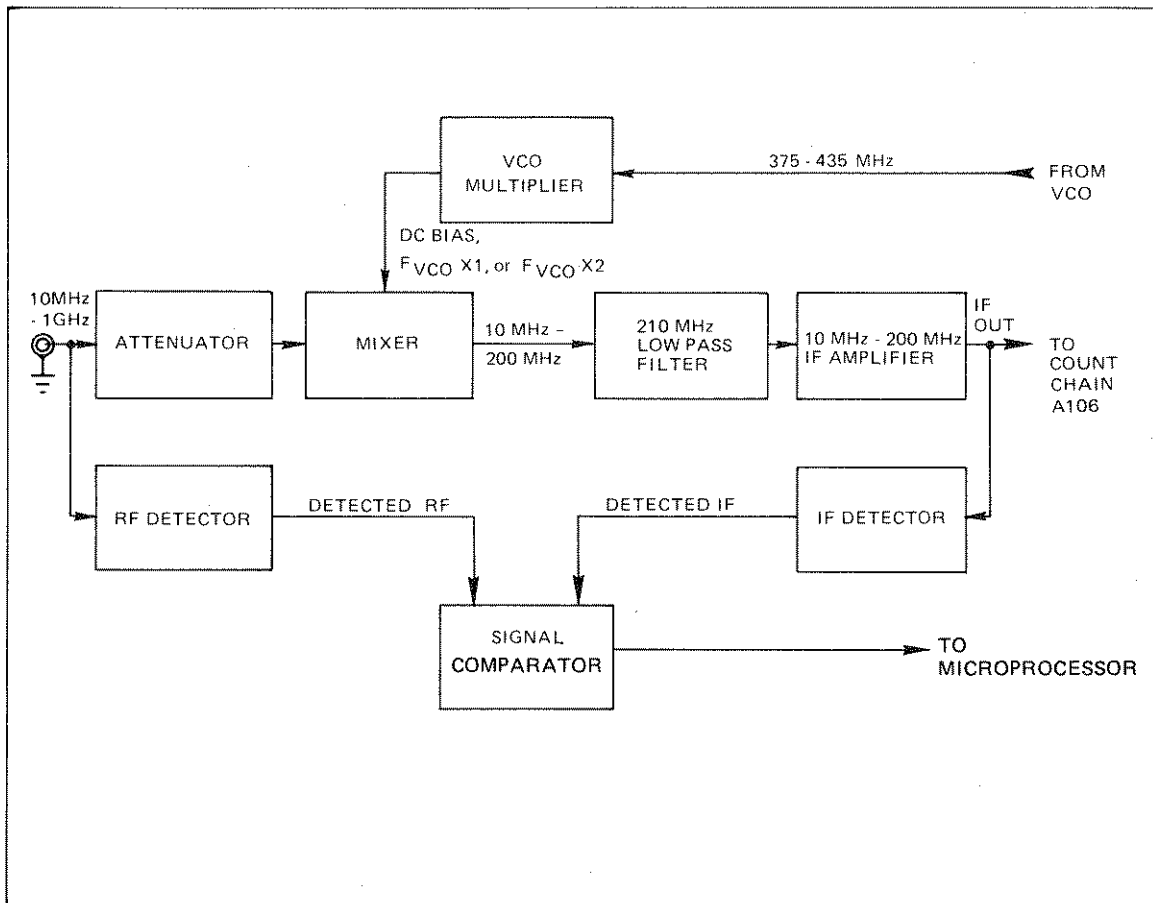 VCO
MULTIPLIER
375 - 435 MHz
FROM
VCO
DC BIAS,
FVCO X1, or FVCO X2
10MHz
- 1GHz
ATTENUATOR
MIXER
10 MHz –
200 MHz
210 MHz
LOW PASS
FILTER
10 MHz - 200 MHz
IF AMPLIFIER
IF
OUT
TO
COUNT
CHAIN
A106
RF DETECTOR
DETECTED RF
DETECTED IF
IF DETECTOR
SIGNAL
COMPARATOR
TO
MICROPROCESSOR